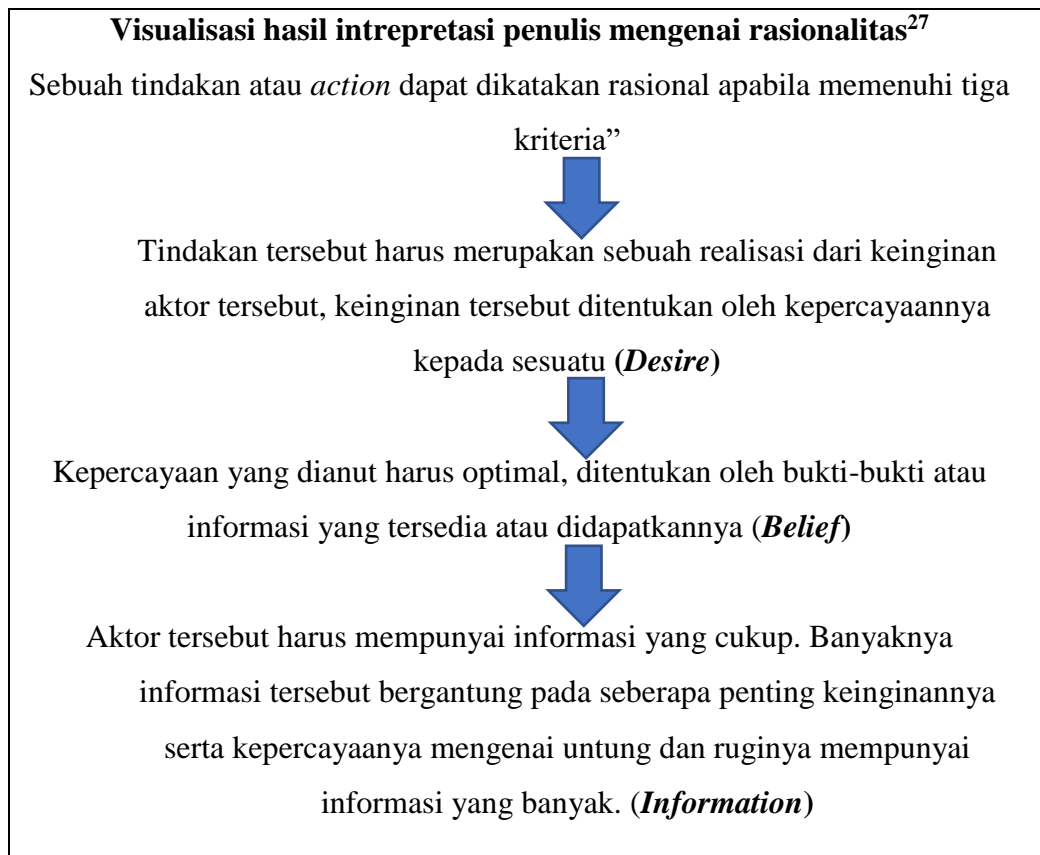 Visualisasi hasil intrepretasi penulis mengenai rasionalitas27
Sebuah tindakan atau action dapat dikatakan rasional apabila memenuhi tiga
kriteria”
Tindakan tersebut harus merupakan sebuah realisasi dari keinginan
aktor tersebut, keinginan tersebut ditentukan oleh kepercayaannya
kepada sesuatu (Desire)
Kepercayaan yang dianut harus optimal, ditentukan oleh bukti-bukti atau
informasi yang tersedia atau didapatkannya (Belief)
Aktor tersebut harus mempunyai informasi yang cukup. Banyaknya
informasi tersebut bergantung pada seberapa penting keinginannya
serta kepercayaanya mengenai untung dan ruginya mempunyai
informasi yang banyak. (Information)